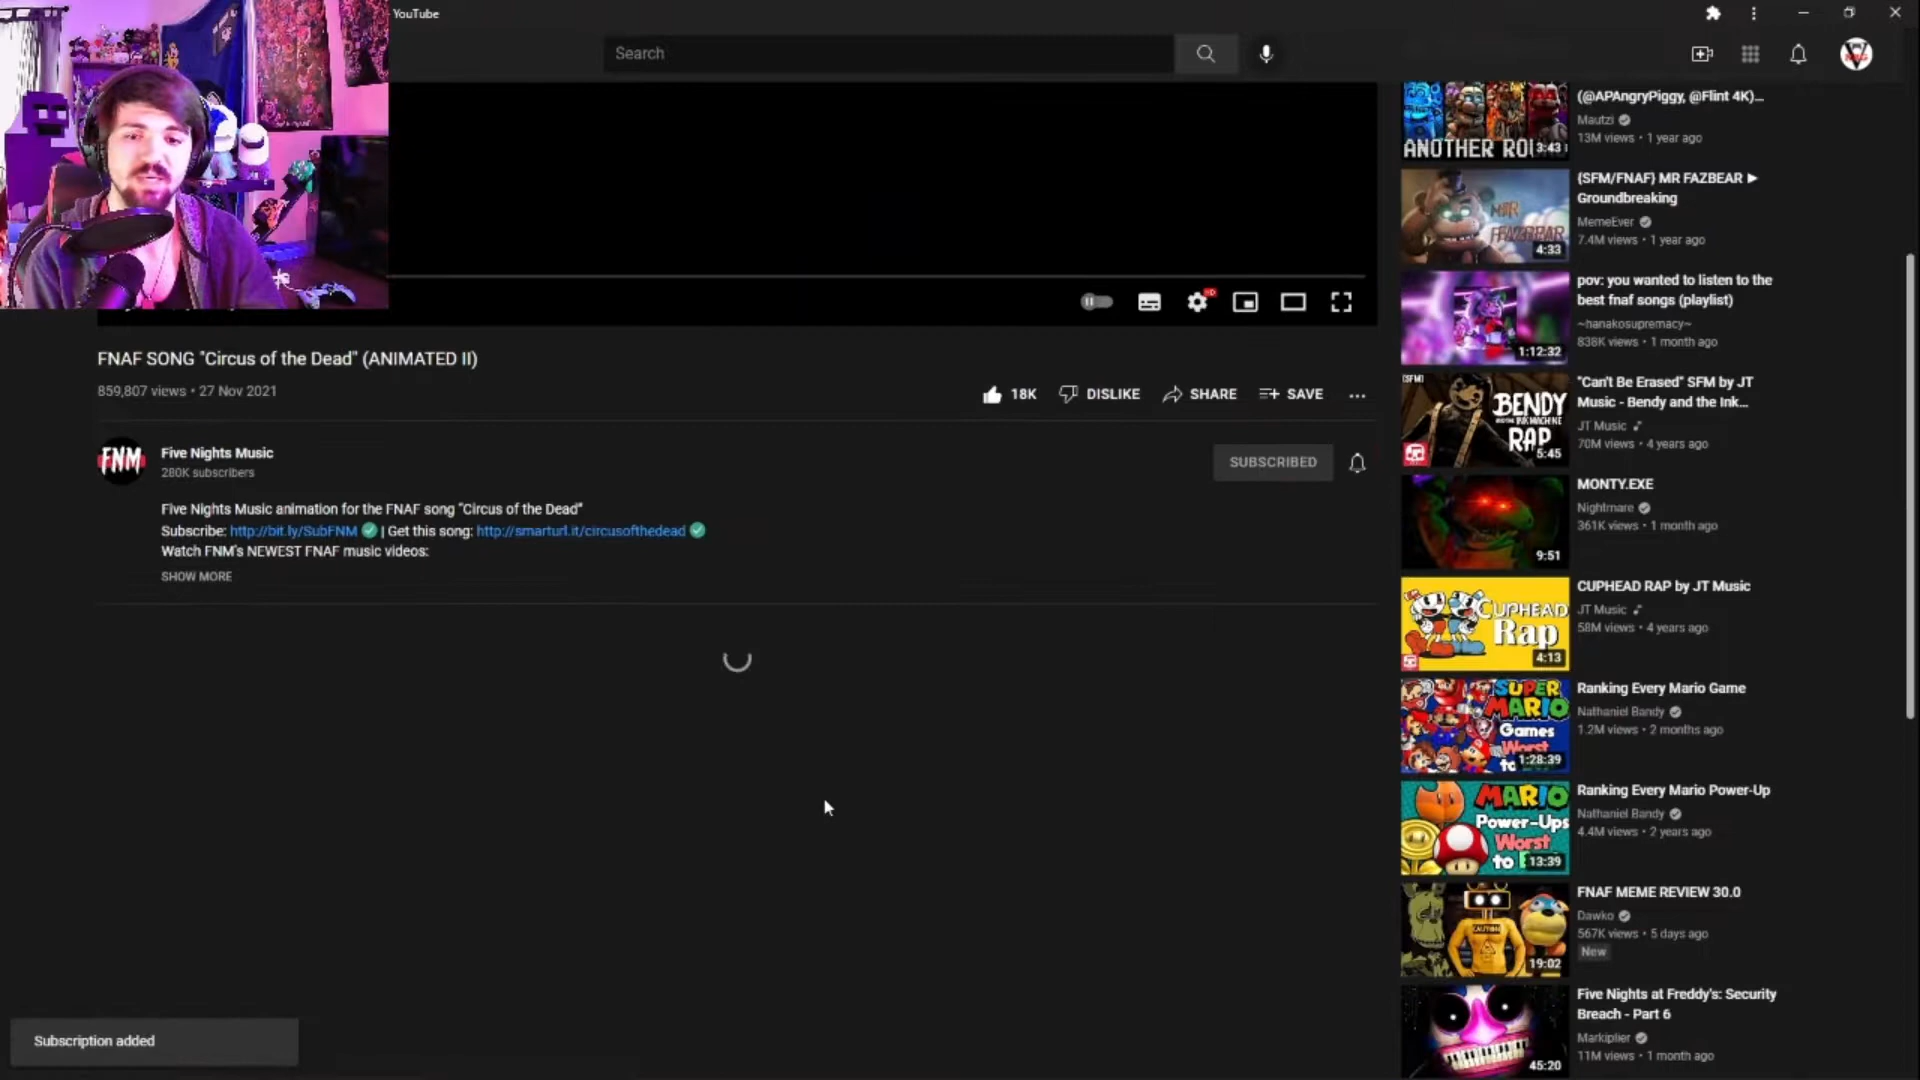 YouTube
Search
FNAF SONG "Circus of the Dead" (ANIMATED II)
859,807 views • 27 Nov 2021
18K
DISLIKE
SHARE
SAVE
FNM
Five Nights Music
280K subscribers
SUBSCRIBED
Five Nights Music animation for the FNAF song "Circus of the Dead"
Subscribe: http://bit.ly/SubFNM | Get this song: http://smarturl.it/circusofthedead
Watch FNM's NEWEST FNAF music videos:
SHOW MORE
Subscription added
ANOTHER
3:43
(@APAngryPiggy, @Flint 4K)...
Mautzi
13M views • 1 year ago
MR
FAZBEAR
4:33
{SFM/FNAF} MR FAZBEAR ►
Groundbreaking
MemeEver
7.4M views • 1 year ago
1:12:32
pov: you wanted to listen to the
best fnaf songs (playlist)
~hanakosupremacy~
838K views • 1 month ago
[SFM]
BENDY
RAP
5:45
"Can't Be Erased" SFM by JT
Music - Bendy and the Ink...
JT Music
70M views • 4 years ago
9:51
MONTY.EXE
Nightmare
361K views • 1 month ago
CUPHEAD
Rap
4:13
CUPHEAD RAP by JT Music
JT Music
58M views • 4 years ago
SUPER
MARIO
Games
Worst
to
1:28:39
Ranking Every Mario Game
Nathaniel Bandy
1.2M views • 2 months ago
MARIO
Power-Ups
Worst
to
13:39
Ranking Every Mario Power-Up
Nathaniel Bandy
4.4M views • 2 years ago
CAUTION
19:02
FNAF MEME REVIEW 30.0
Dawko
567K views • 5 days ago
New
45:20
Five Nights at Freddy's: Security
Breach - Part 6
Markiplier
11M views • 1 month ago